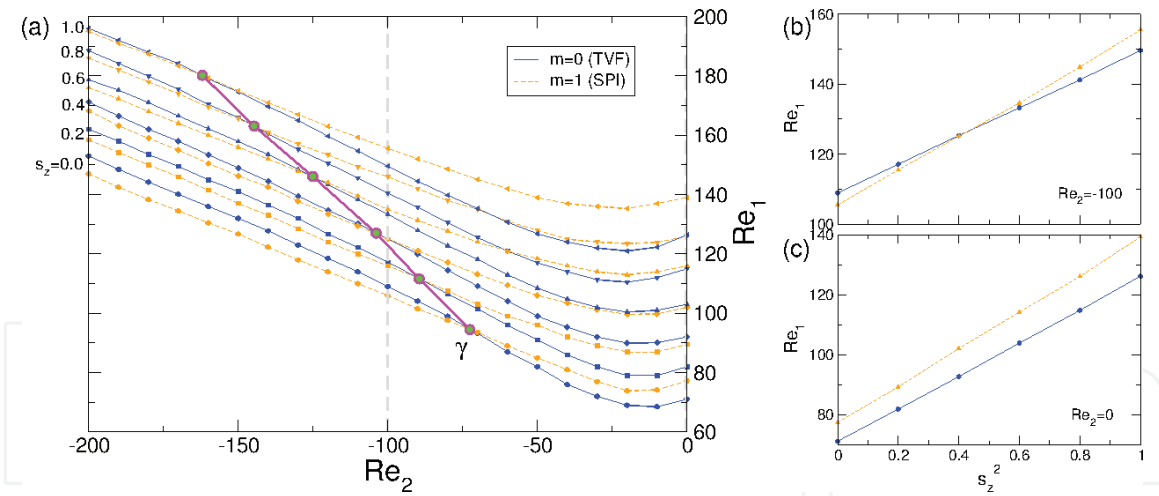 (a)
1.0
0.8
0.6
0.4
0.2
s_z=0.0
m=0 (TVF)
m=1 (SPI)
γ
200
180
160
140
120
100
80
60
Re_1
-200
-150
-100
-50
0
Re_2
(b)
160
140
120
100
Re_1
Re_2=-100
(c)
140
120
100
80
Re_1
Re_2=0
0
0.2
0.4
0.6
0.8
1
s_z^2